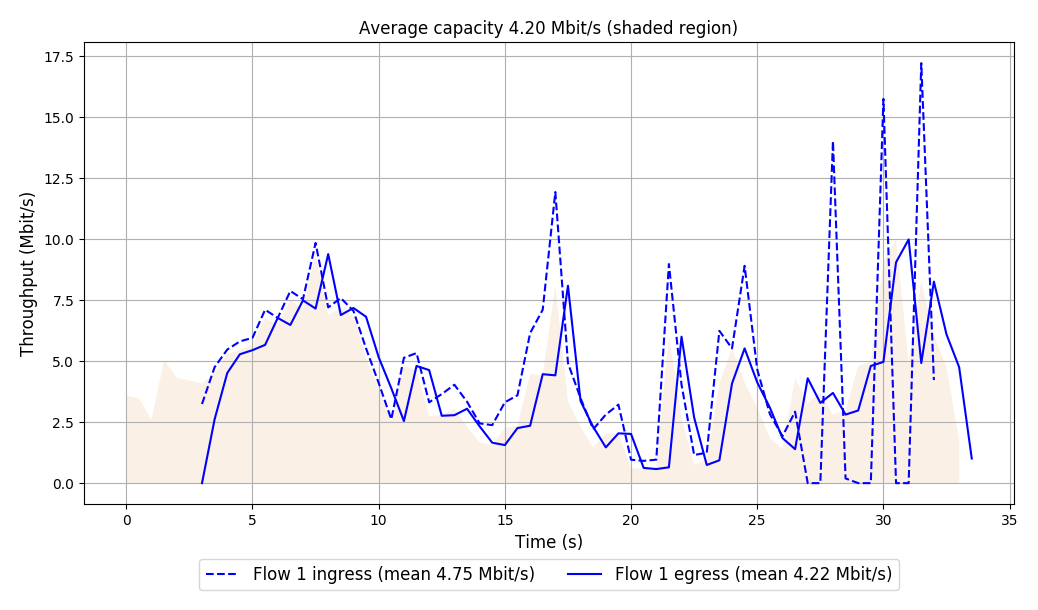 Average capacity 4.20 Mbit/s (shaded region)
17.5
15.0
12.5
10.0
7.5
5.0
2.5
0.0
Throughput (Mbit/s)
0 5 10 15 20 25 30 35
Time (s)
Flow 1 ingress (mean 4.75 Mbit/s) Flow 1 egress (mean 4.22 Mbit/s)